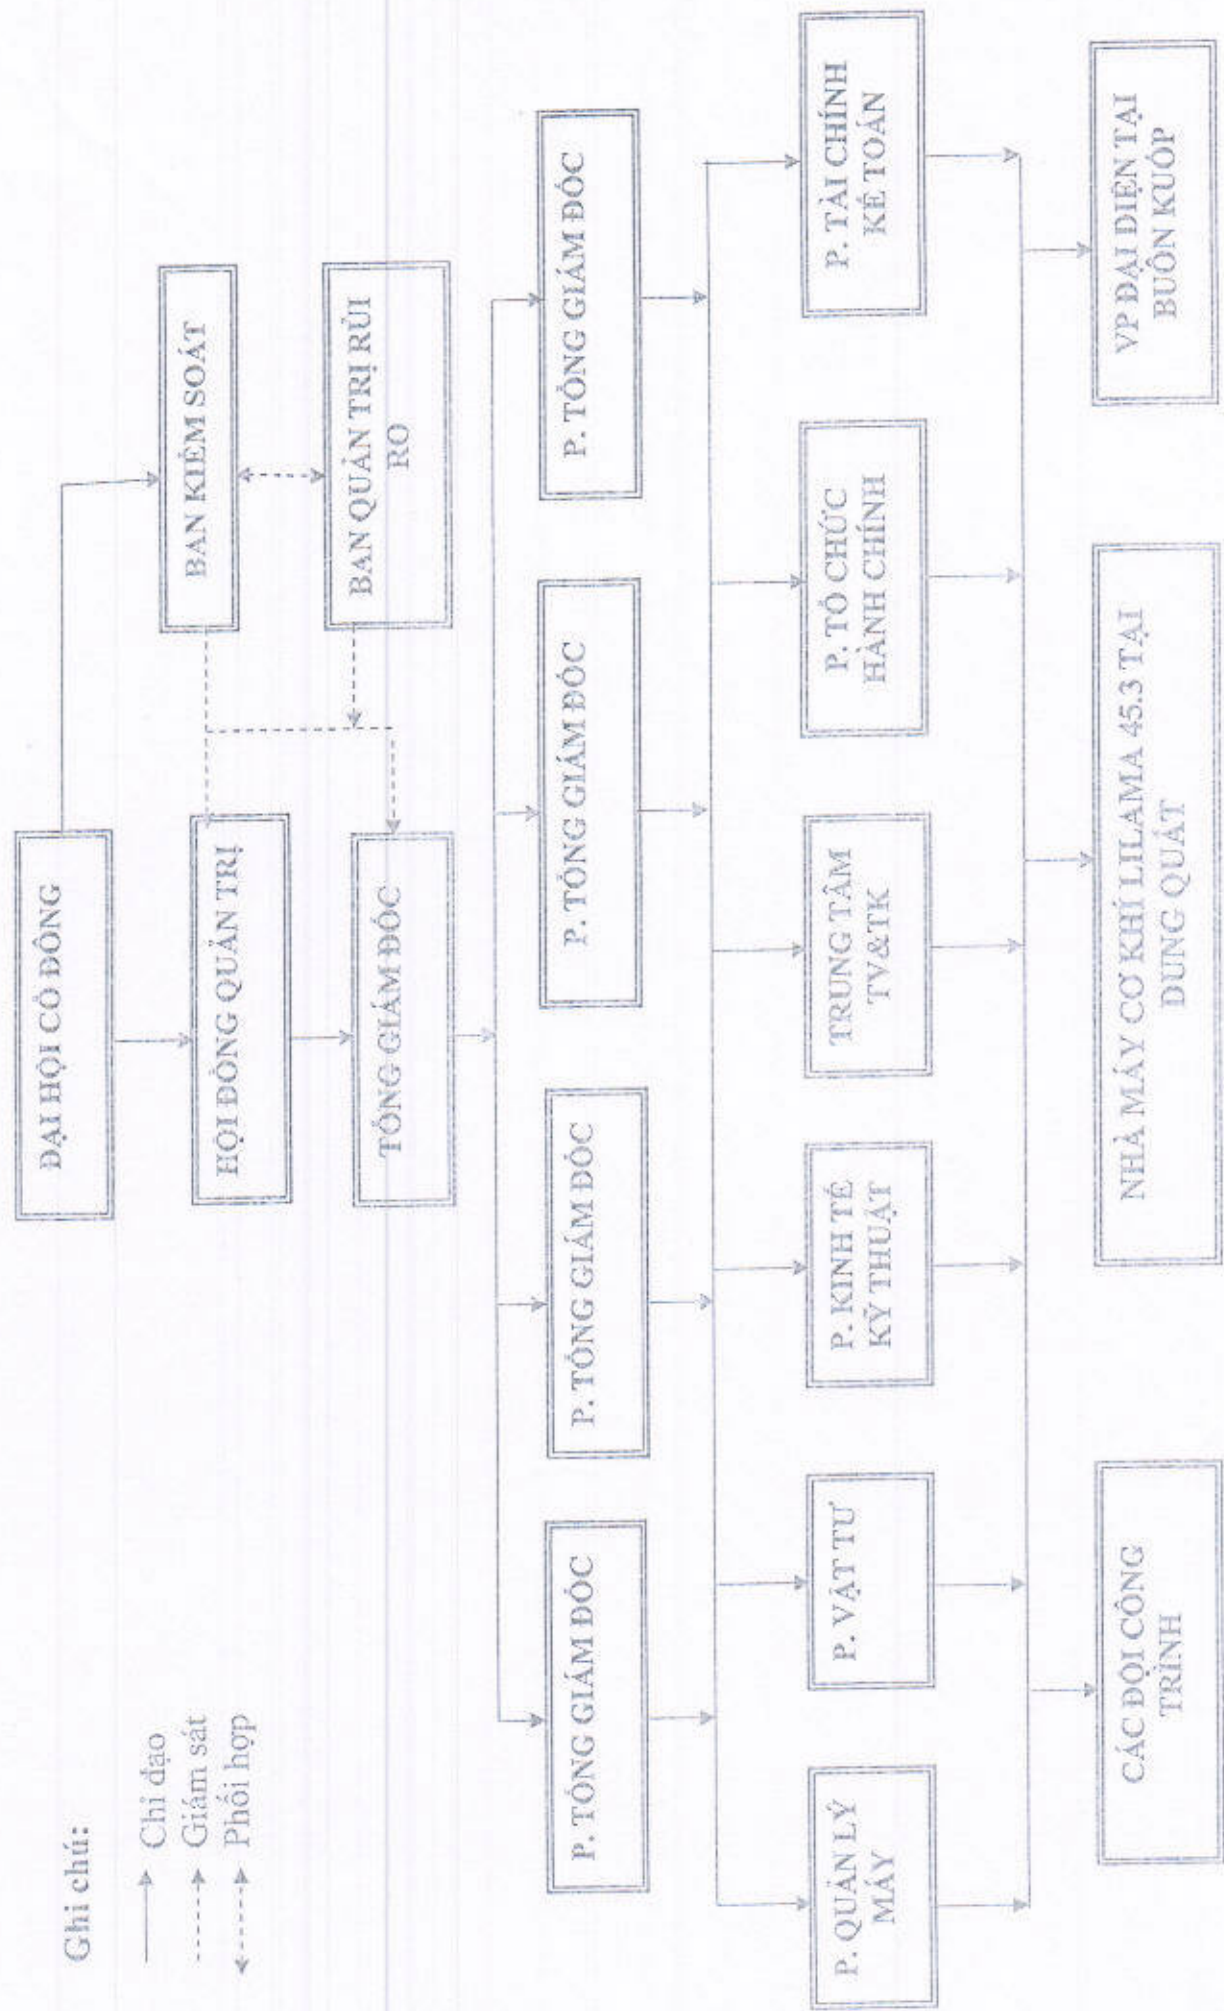 Ghi chú:
Chỉ đạo
Giám sát
Phối hợp
ĐẠI HỘI CỔ ĐÔNG
HỘI ĐỒNG QUẢN TRỊ
BAN KIỂM SOÁT
TỔNG GIÁM ĐỐC
BAN QUẢN TRỊ RỦI
RO
P. TỔNG GIÁM ĐỐC
P. TỔNG GIÁM ĐỐC
P. TỔNG GIÁM ĐỐC
P. TỔNG GIÁM ĐỐC
P. QUẢN LÝ
MÁY
P. VẬT TƯ
P. KINH TẾ
KỸ THUẬT
TRUNG TÂM
TV&TK
P. TỔ CHỨC
HÀNH CHÍNH
P. TÀI CHÍNH
KẾ TOÁN
CÁC ĐỘI CÔNG
TRÌNH
NHÀ MÁY CƠ KHÍ LILAMA 45.3 TẠI
DUNG QUẤT
VP ĐẠI DIỆN TẠI
BUÔN KUÓP